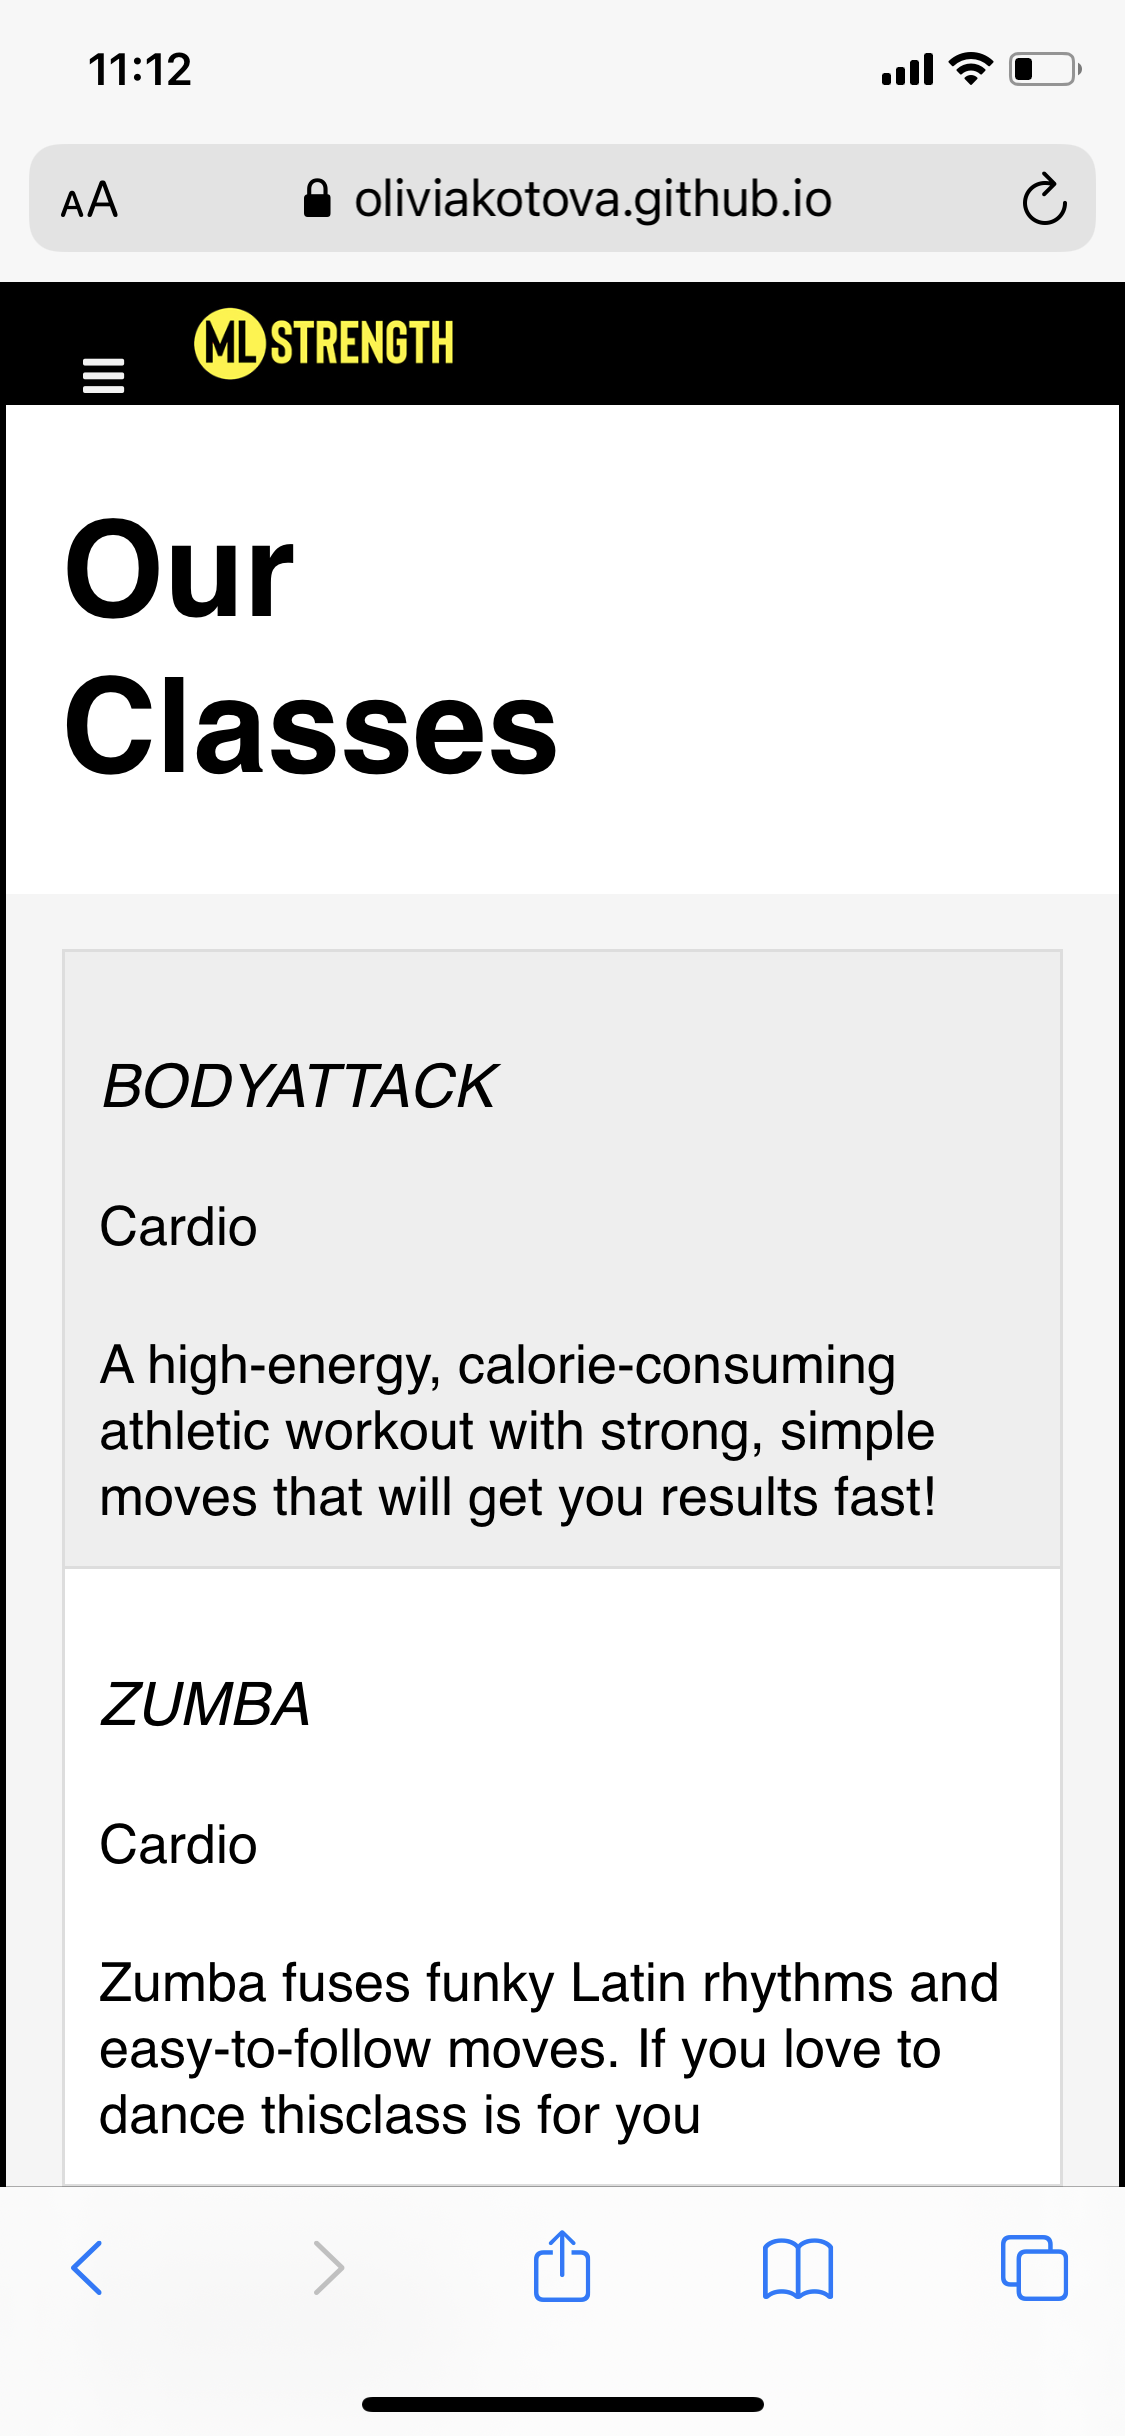 11:12
AA oliviakotova.github.io
ML STRENGTH
Our
Classes
BODYATTACK
Cardio
A high-energy, calorie-consuming
athletic workout with strong, simple
moves that will get you results fast!
ZUMBA
Cardio
Zumba fuses funky Latin rhythms and
easy-to-follow moves. If you love to
dance thisclass is for you